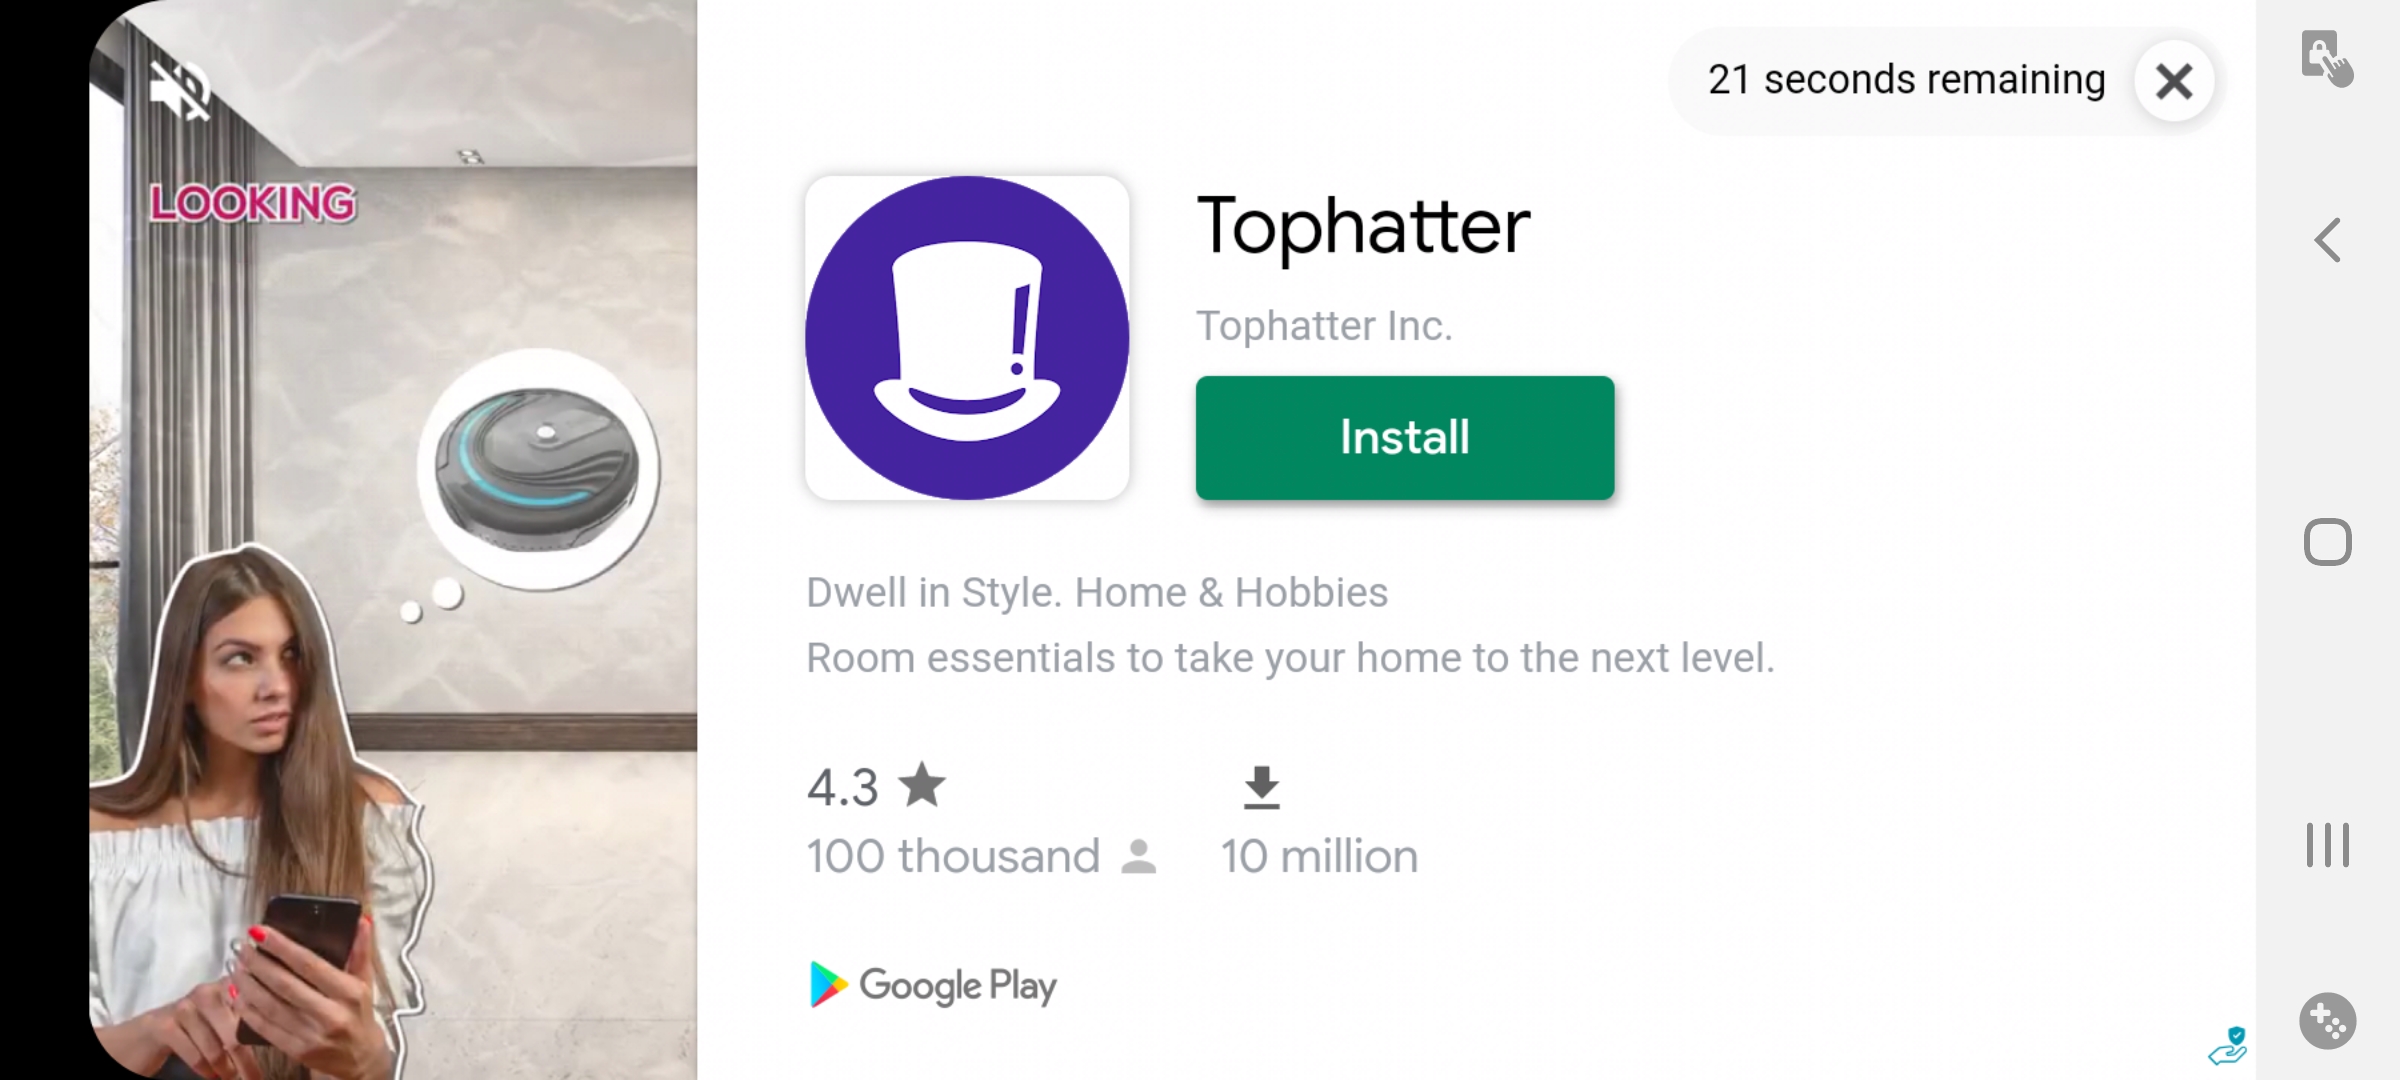 LOOKING
21 seconds remaining
Tophatter
Tophatter Inc.
Install
Dwell in Style. Home & Hobbies
Room essentials to take your home to the next level.
4.3
100 thousand
10 million
Google Play